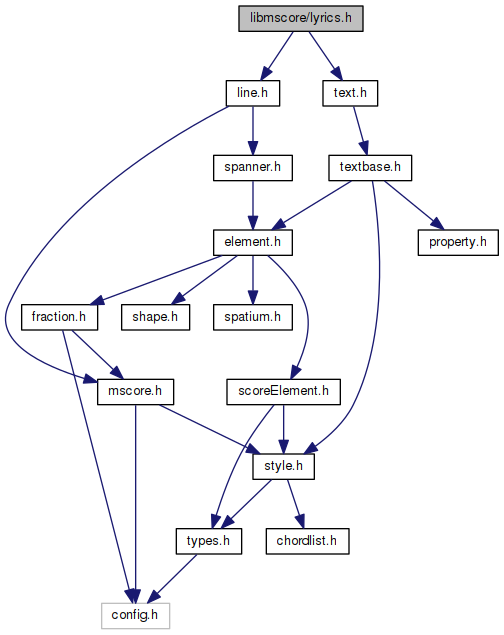 libmscore/lyrics.h
line.h
text.h
spanner.h
textbase.h
element.h
property.h
fraction.h
shape.h
spatium.h
mscore.h
scoreElement.h
style.h
types.h
chordlist.h
config.h